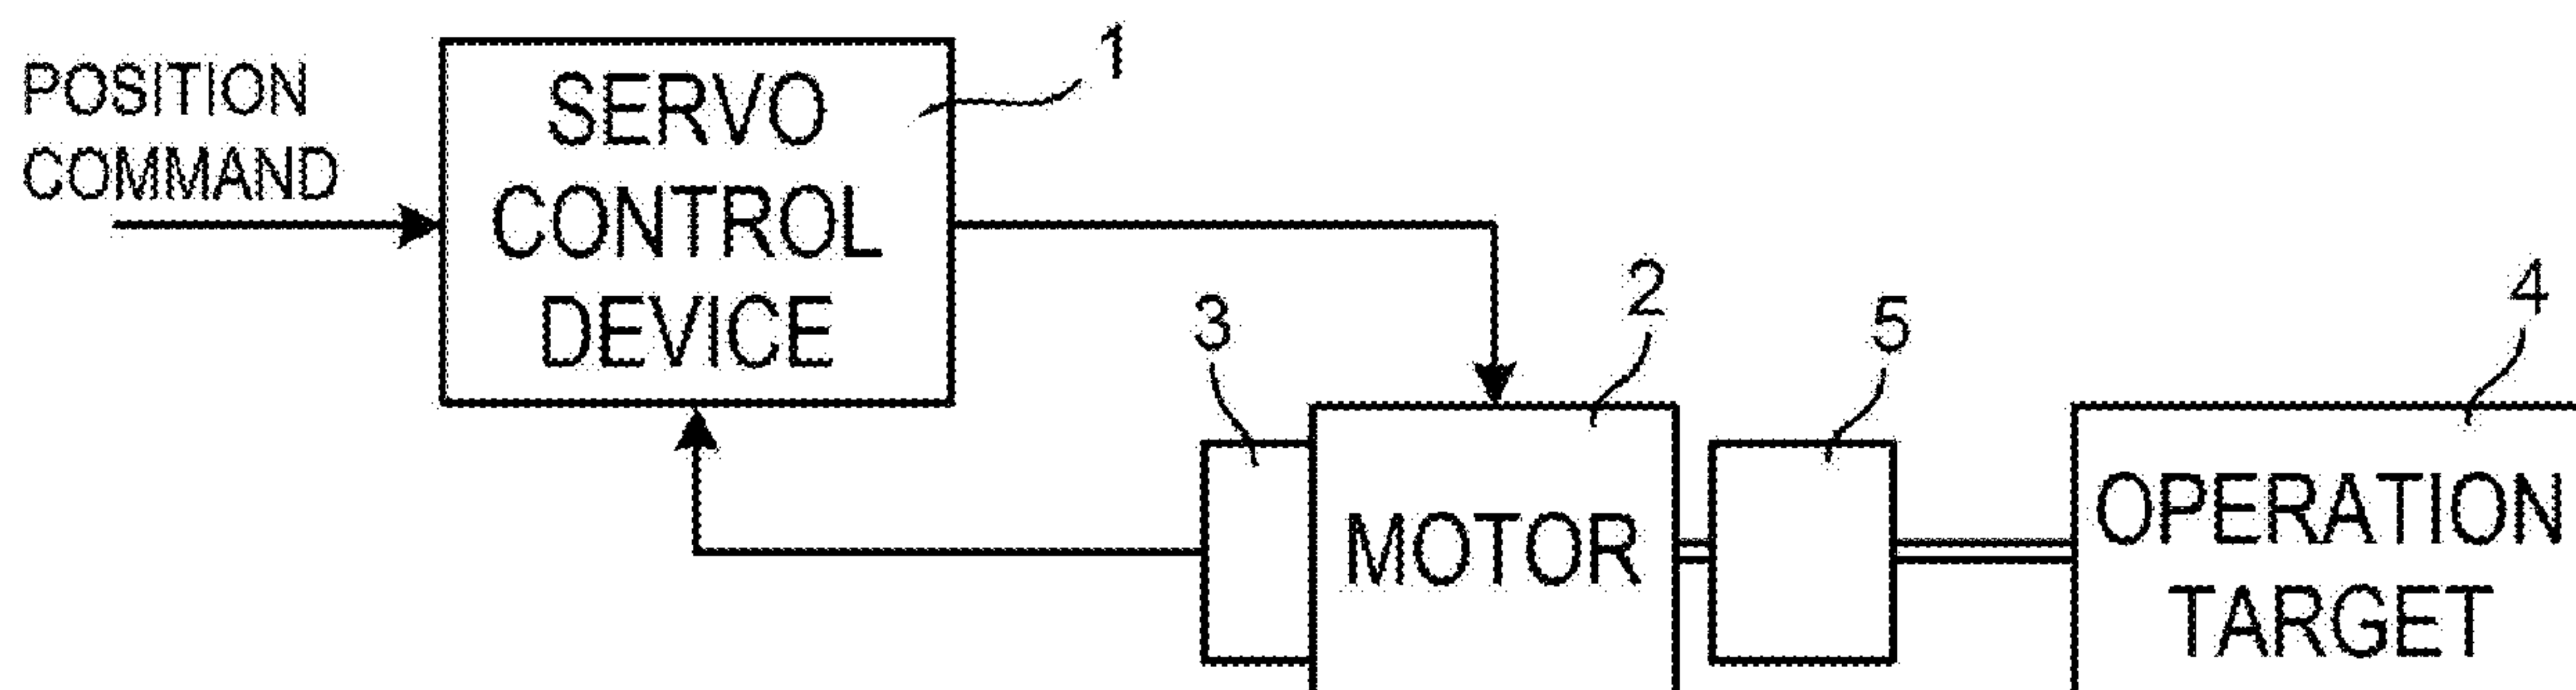 POSITION
COMMAND
SERVO
CONTROL
DEVICE
1
3
2
5
4
MOTOR
OPERATION
TARGET